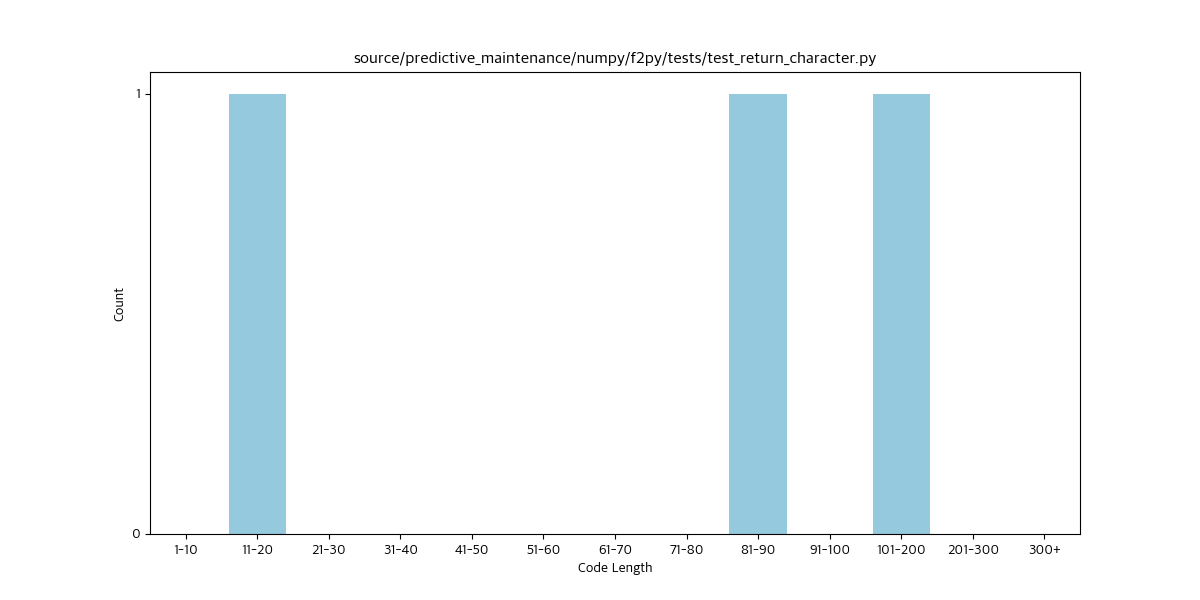 source/predictive_maintenance/numpy/f2py/tests/test_return_character.py
1
Count
0
1-10 11-20 21-30 31-40 41-50 51-60 61-70 71-80 81-90 91-100 101-200 201-300 300+
Code Length